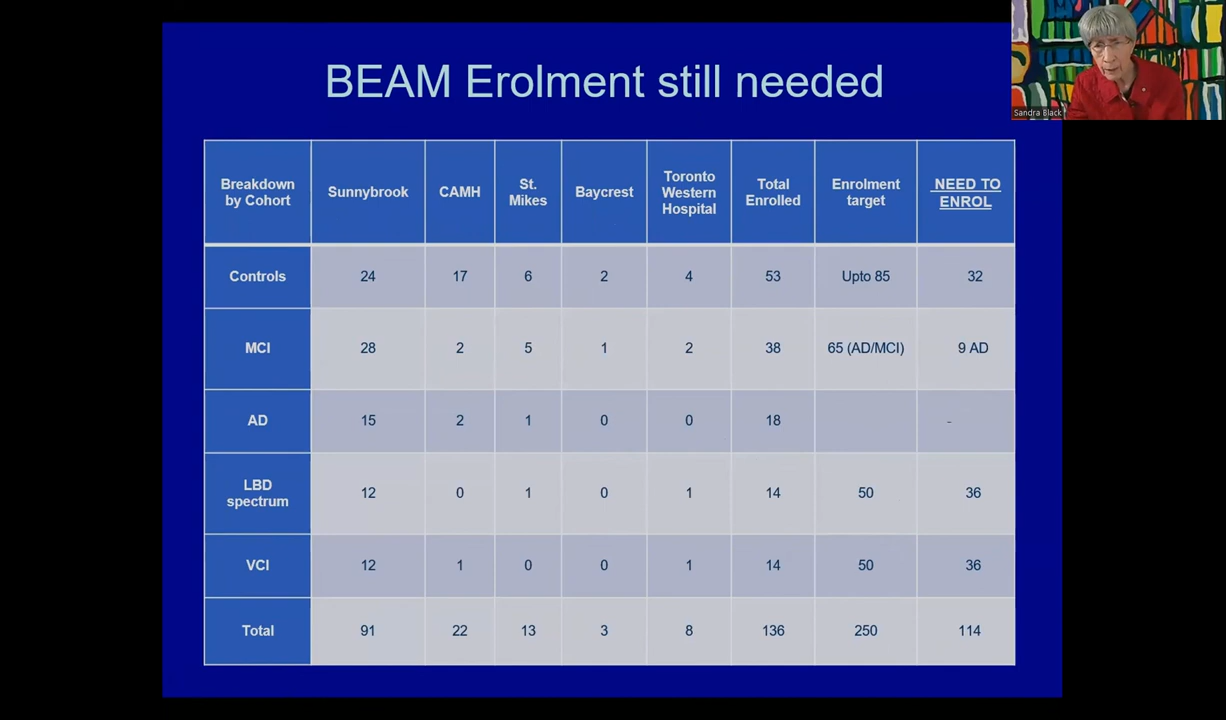 BEAM Erolment still needed
Sandra Black
Breakdown by Cohort Sunnybrook CAMH St. Mikes Baycrest Toronto Western Hospital Total Enrolled Enrolment target NEED TO ENROL
Controls 24 17 6 2 4 53 Upto 85 32
MCI 28 2 5 1 2 38 65 (AD/MCI) 9 AD
AD 15 2 1 0 0 18 -
LBD spectrum 12 0 1 0 1 14 50 36
VCI 12 1 0 0 1 14 50 36
Total 91 22 13 3 8 136 250 114